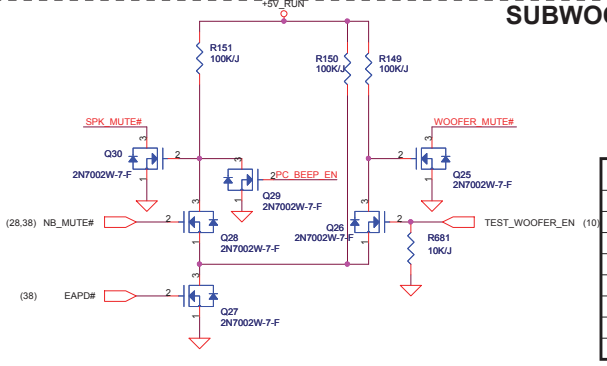 +5V_RUN
SUBWOO
R151
100K/J
R150
100K/J
R149
100K/J
SPK_MUTE#
WOOFER_MUTE#
3
Q30
2
1
2N7002W-7-F
3
2
PC_BEEP_EN
1
Q29
2N7002W-7-F
3
2
Q25
1
2N7002W-7-F
(28,38) NB_MUTE#
3
2
Q28
1
2N7002W-7-F
3
Q26
2
1
2N7002W-7-F
TEST_WOOFER_EN (10)
R681
10K/J
(38) EAPD#
3
2
Q27
1
2N7002W-7-F